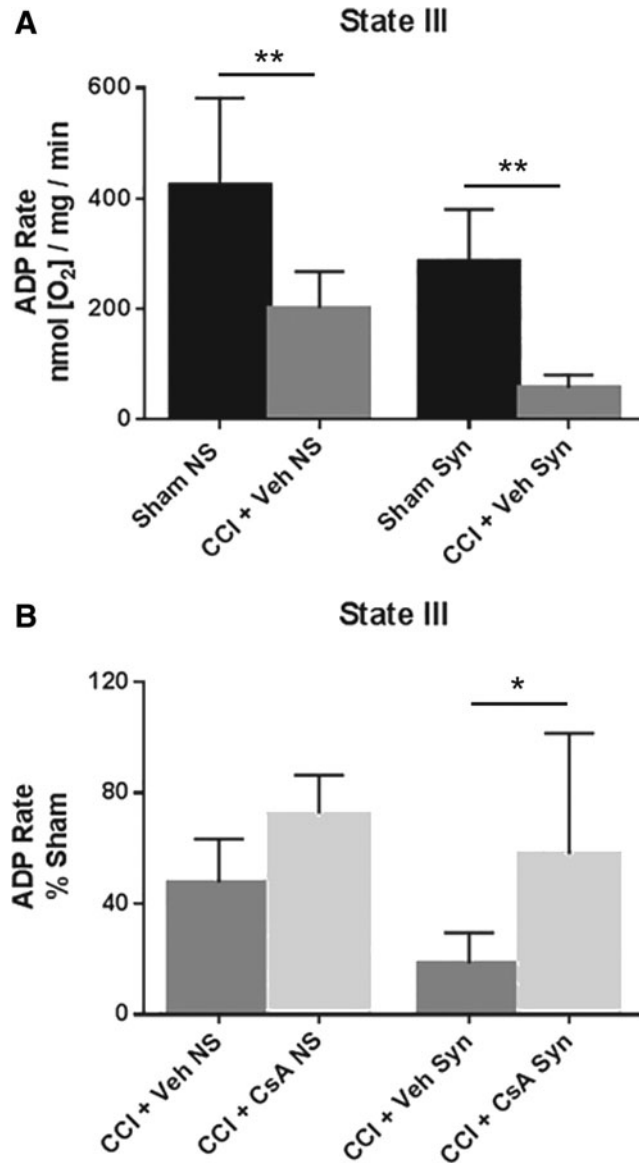 A
State III
**
**
600
400
200
0
ADP Rate
nmol [O₂] / mg / min
Sham NS
CCI + Veh NS
Sham Syn
CCI + Veh Syn
B
State III
*
120
80
40
0
ADP Rate
% Sham
CCI + Veh NS
CCI + CsA NS
CCI + Veh Syn
CCI + CsA Syn